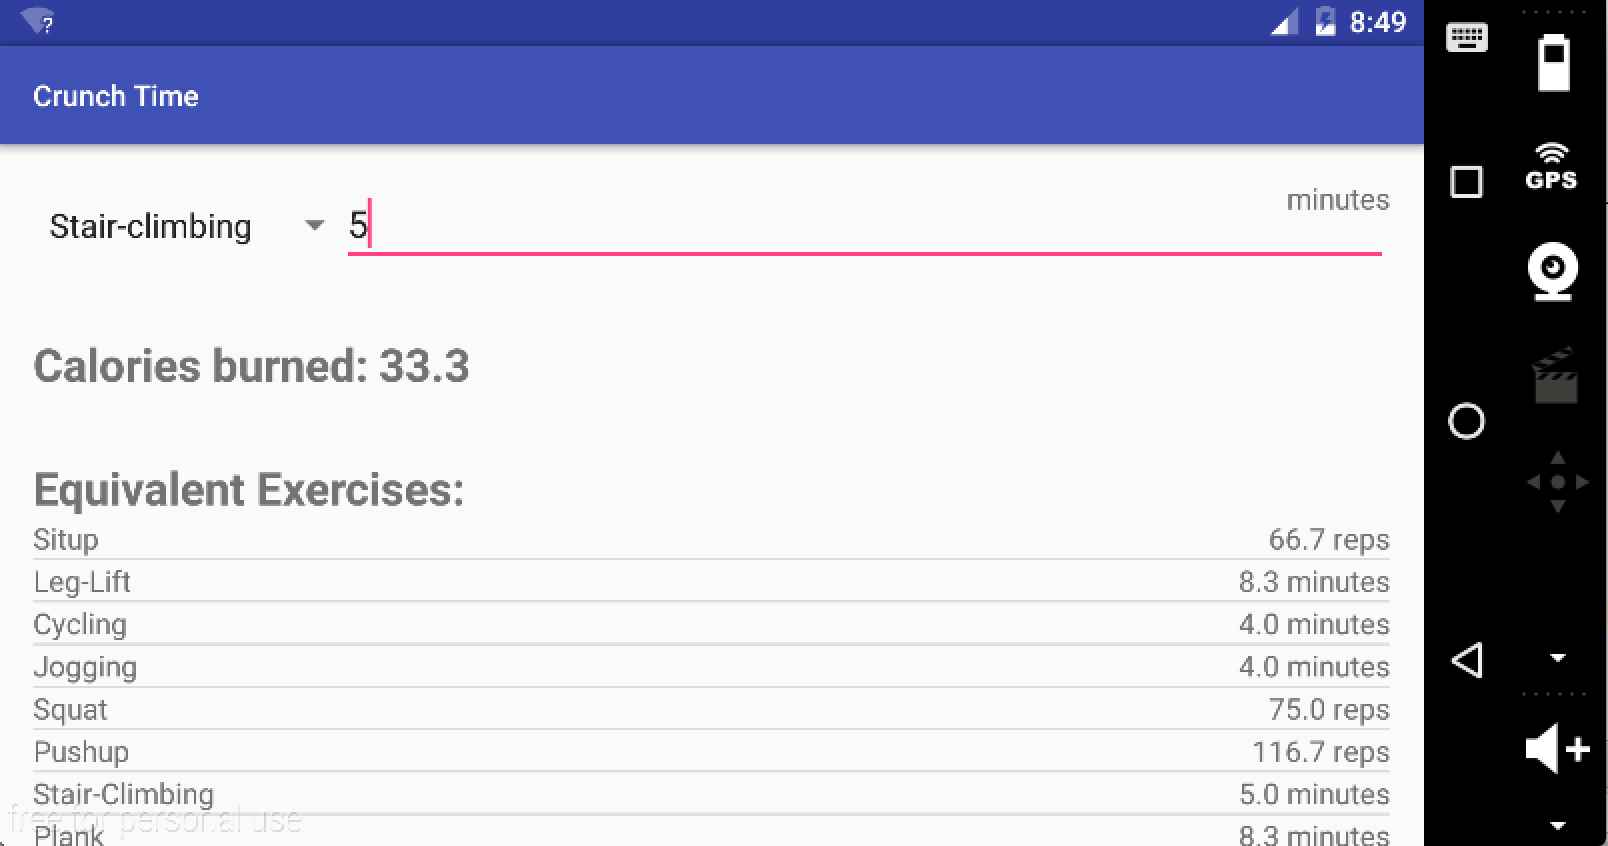 ?
8:49
Crunch Time
Stair-climbing
5
minutes
Calories burned: 33.3
Equivalent Exercises:
Situp 66.7 reps
Leg-Lift 8.3 minutes
Cycling 4.0 minutes
Jogging 4.0 minutes
Squat 75.0 reps
Pushup 116.7 reps
Stair-Climbing 5.0 minutes
Plank 8.3 minutes
free for personal use
GPS